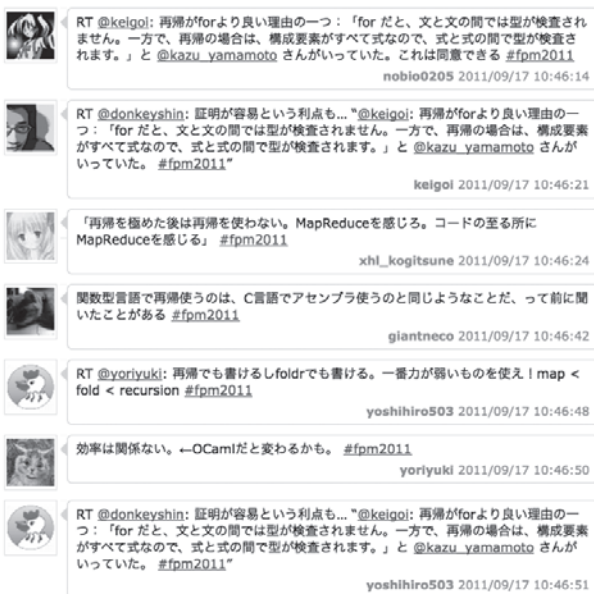 RT @keigoi: 再帰がforより良い理由の一つ：「for だと、文と文の間では型が検査され
ません。一方で、再帰の場合は、構成要素がすべて式なので、式と式の間で型が検査さ
れます。」と @kazu_yamamoto さんがいっていた。これは同意できる #fpm2011
nobio0205 2011/09/17 10:46:14
RT @donkeyshin: 証明が容易という利点も... "@keigoi: 再帰がforより良い理由の一
つ：「for だと、文と文の間では型が検査されません。一方で、再帰の場合は、構成要素
がすべて式なので、式と式の間で型が検査されます。」と @kazu_yamamoto さんが
いっていた。 #fpm2011"
keigoi 2011/09/17 10:46:21
「再帰を極めた後は再帰を使わない。MapReduceを感じろ。コードの至る所に
MapReduceを感じる」 #fpm2011
xhl_kogitsune 2011/09/17 10:46:24
関数型言語で再帰使うのは、C言語でアセンブラ使うのと同じようなことだ、って前に聞
いたことがある #fpm2011
giantneco 2011/09/17 10:46:42
RT @yoriyuki: 再帰でも書けるしfoldrでも書ける。一番力が弱いものを使え！map <
fold < recursion #fpm2011
yoshihiro503 2011/09/17 10:46:48
効率は関係ない。←OCamlだと変わるかも。 #fpm2011
yoriyuki 2011/09/17 10:46:50
RT @donkeyshin: 証明が容易という利点も... "@keigoi: 再帰がforより良い理由の一
つ：「for だと、文と文の間では型が検査されません。一方で、再帰の場合は、構成要素
がすべて式なので、式と式の間で型が検査されます。」と @kazu_yamamoto さんが
いっていた。 #fpm2011"
yoshihiro503 2011/09/17 10:46:51